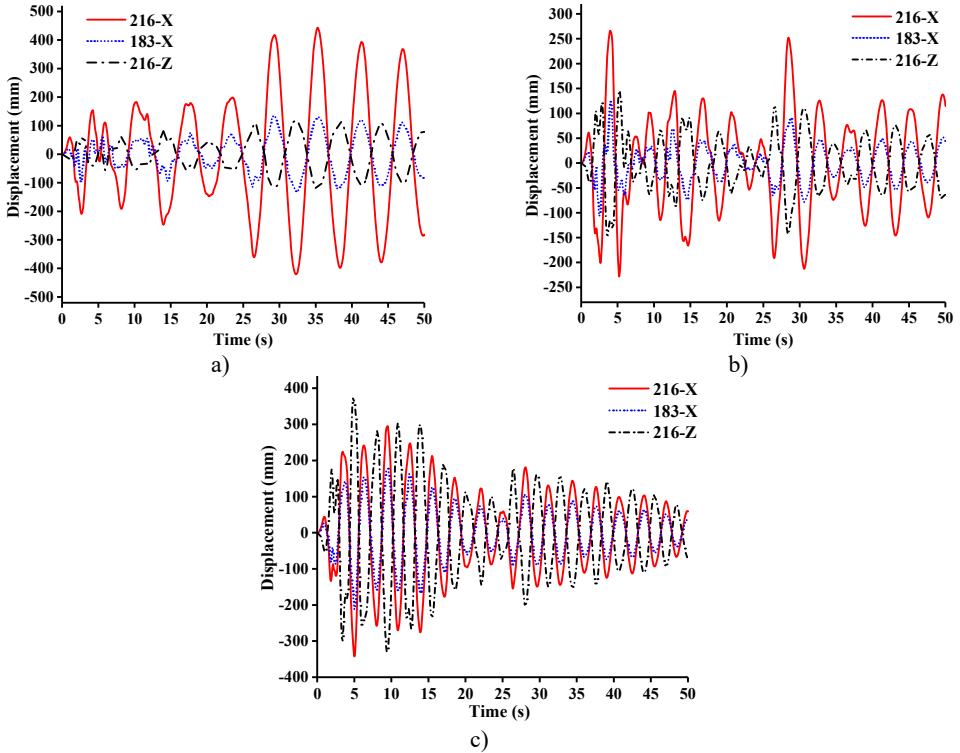 216-X
183-X
216-Z
Displacement (mm)
500
400
300
200
100
0
-100
-200
-300
-400
-500
0 5 10 15 20 25 30 35 40 45 50
Time (s)
a)
216-X
183-X
216-Z
Displacement (mm)
300
250
200
150
100
50
0
-50
-100
-150
-200
-250
0 5 10 15 20 25 30 35 40 45 50
Time (s)
b)
216-X
183-X
216-Z
Displacement (mm)
400
300
200
100
0
-100
-200
-300
-400
0 5 10 15 20 25 30 35 40 45 50
Time (s)
c)